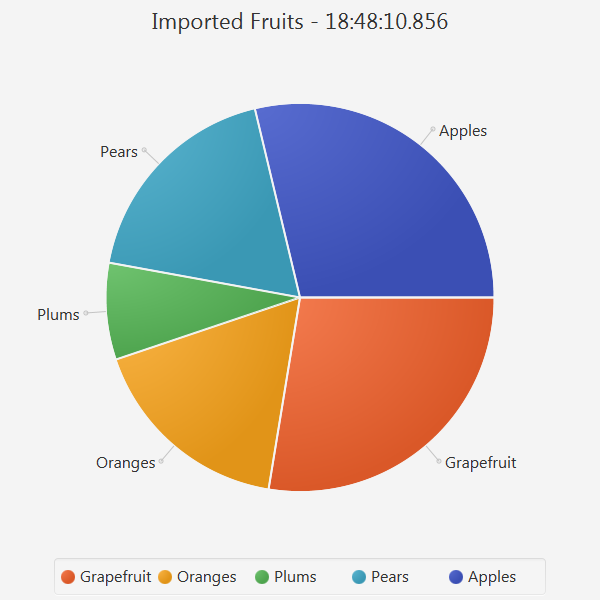 Imported Fruits - 18:48:10.856
Apples
Pears
Plums
Oranges
Grapefruit
Grapefruit Oranges Plums Pears Apples